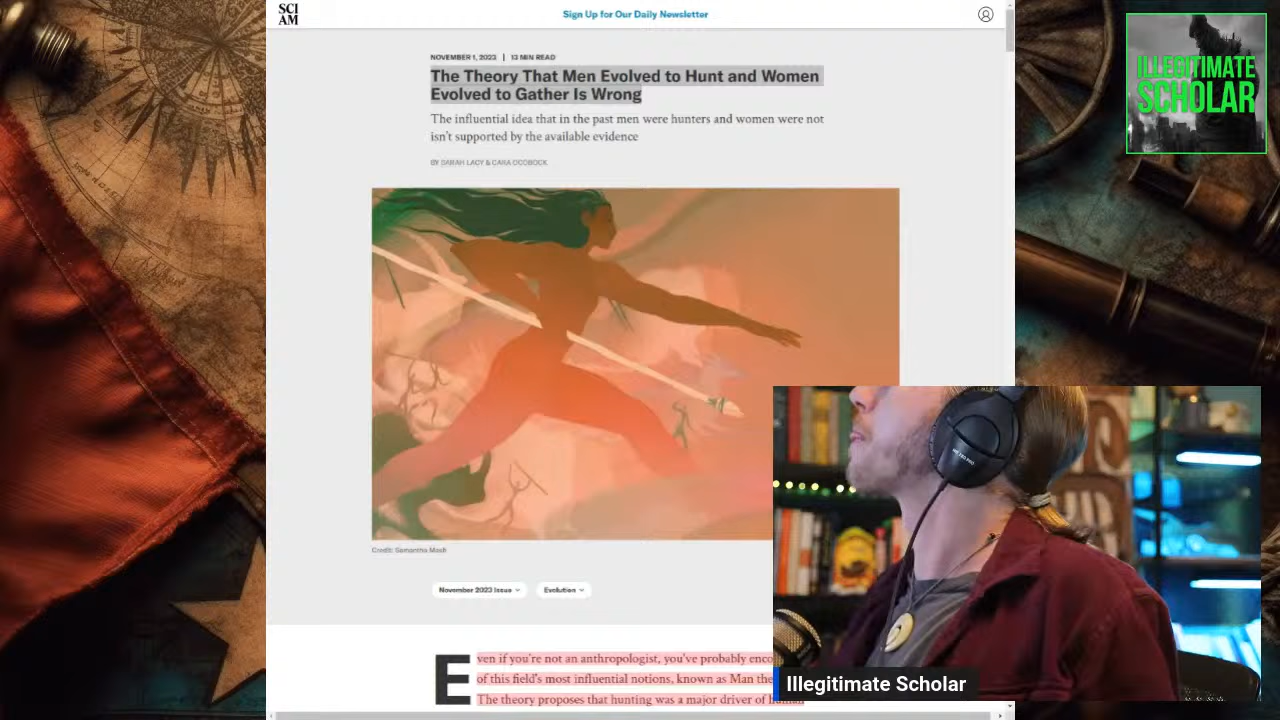 SCI
AM
Sign Up for Our Daily Newsletter
ILLEGITIMATE
SCHOLAR
NOVEMBER 1, 2023 | 13 MIN READ
The Theory That Men Evolved to Hunt and Women
Evolved to Gather Is Wrong
The influential idea that in the past men were hunters and women were not
isn't supported by the available evidence
BY SARAH LACY & CARA OCOBOCK
Credit: Samantha Mash
November 2023 Issue
Evolution
Even if you're not an anthropologist, you've probably enco
of this field's most influential notions, known as Man the
The theory proposes that hunting was a major driver of human
Illegitimate Scholar